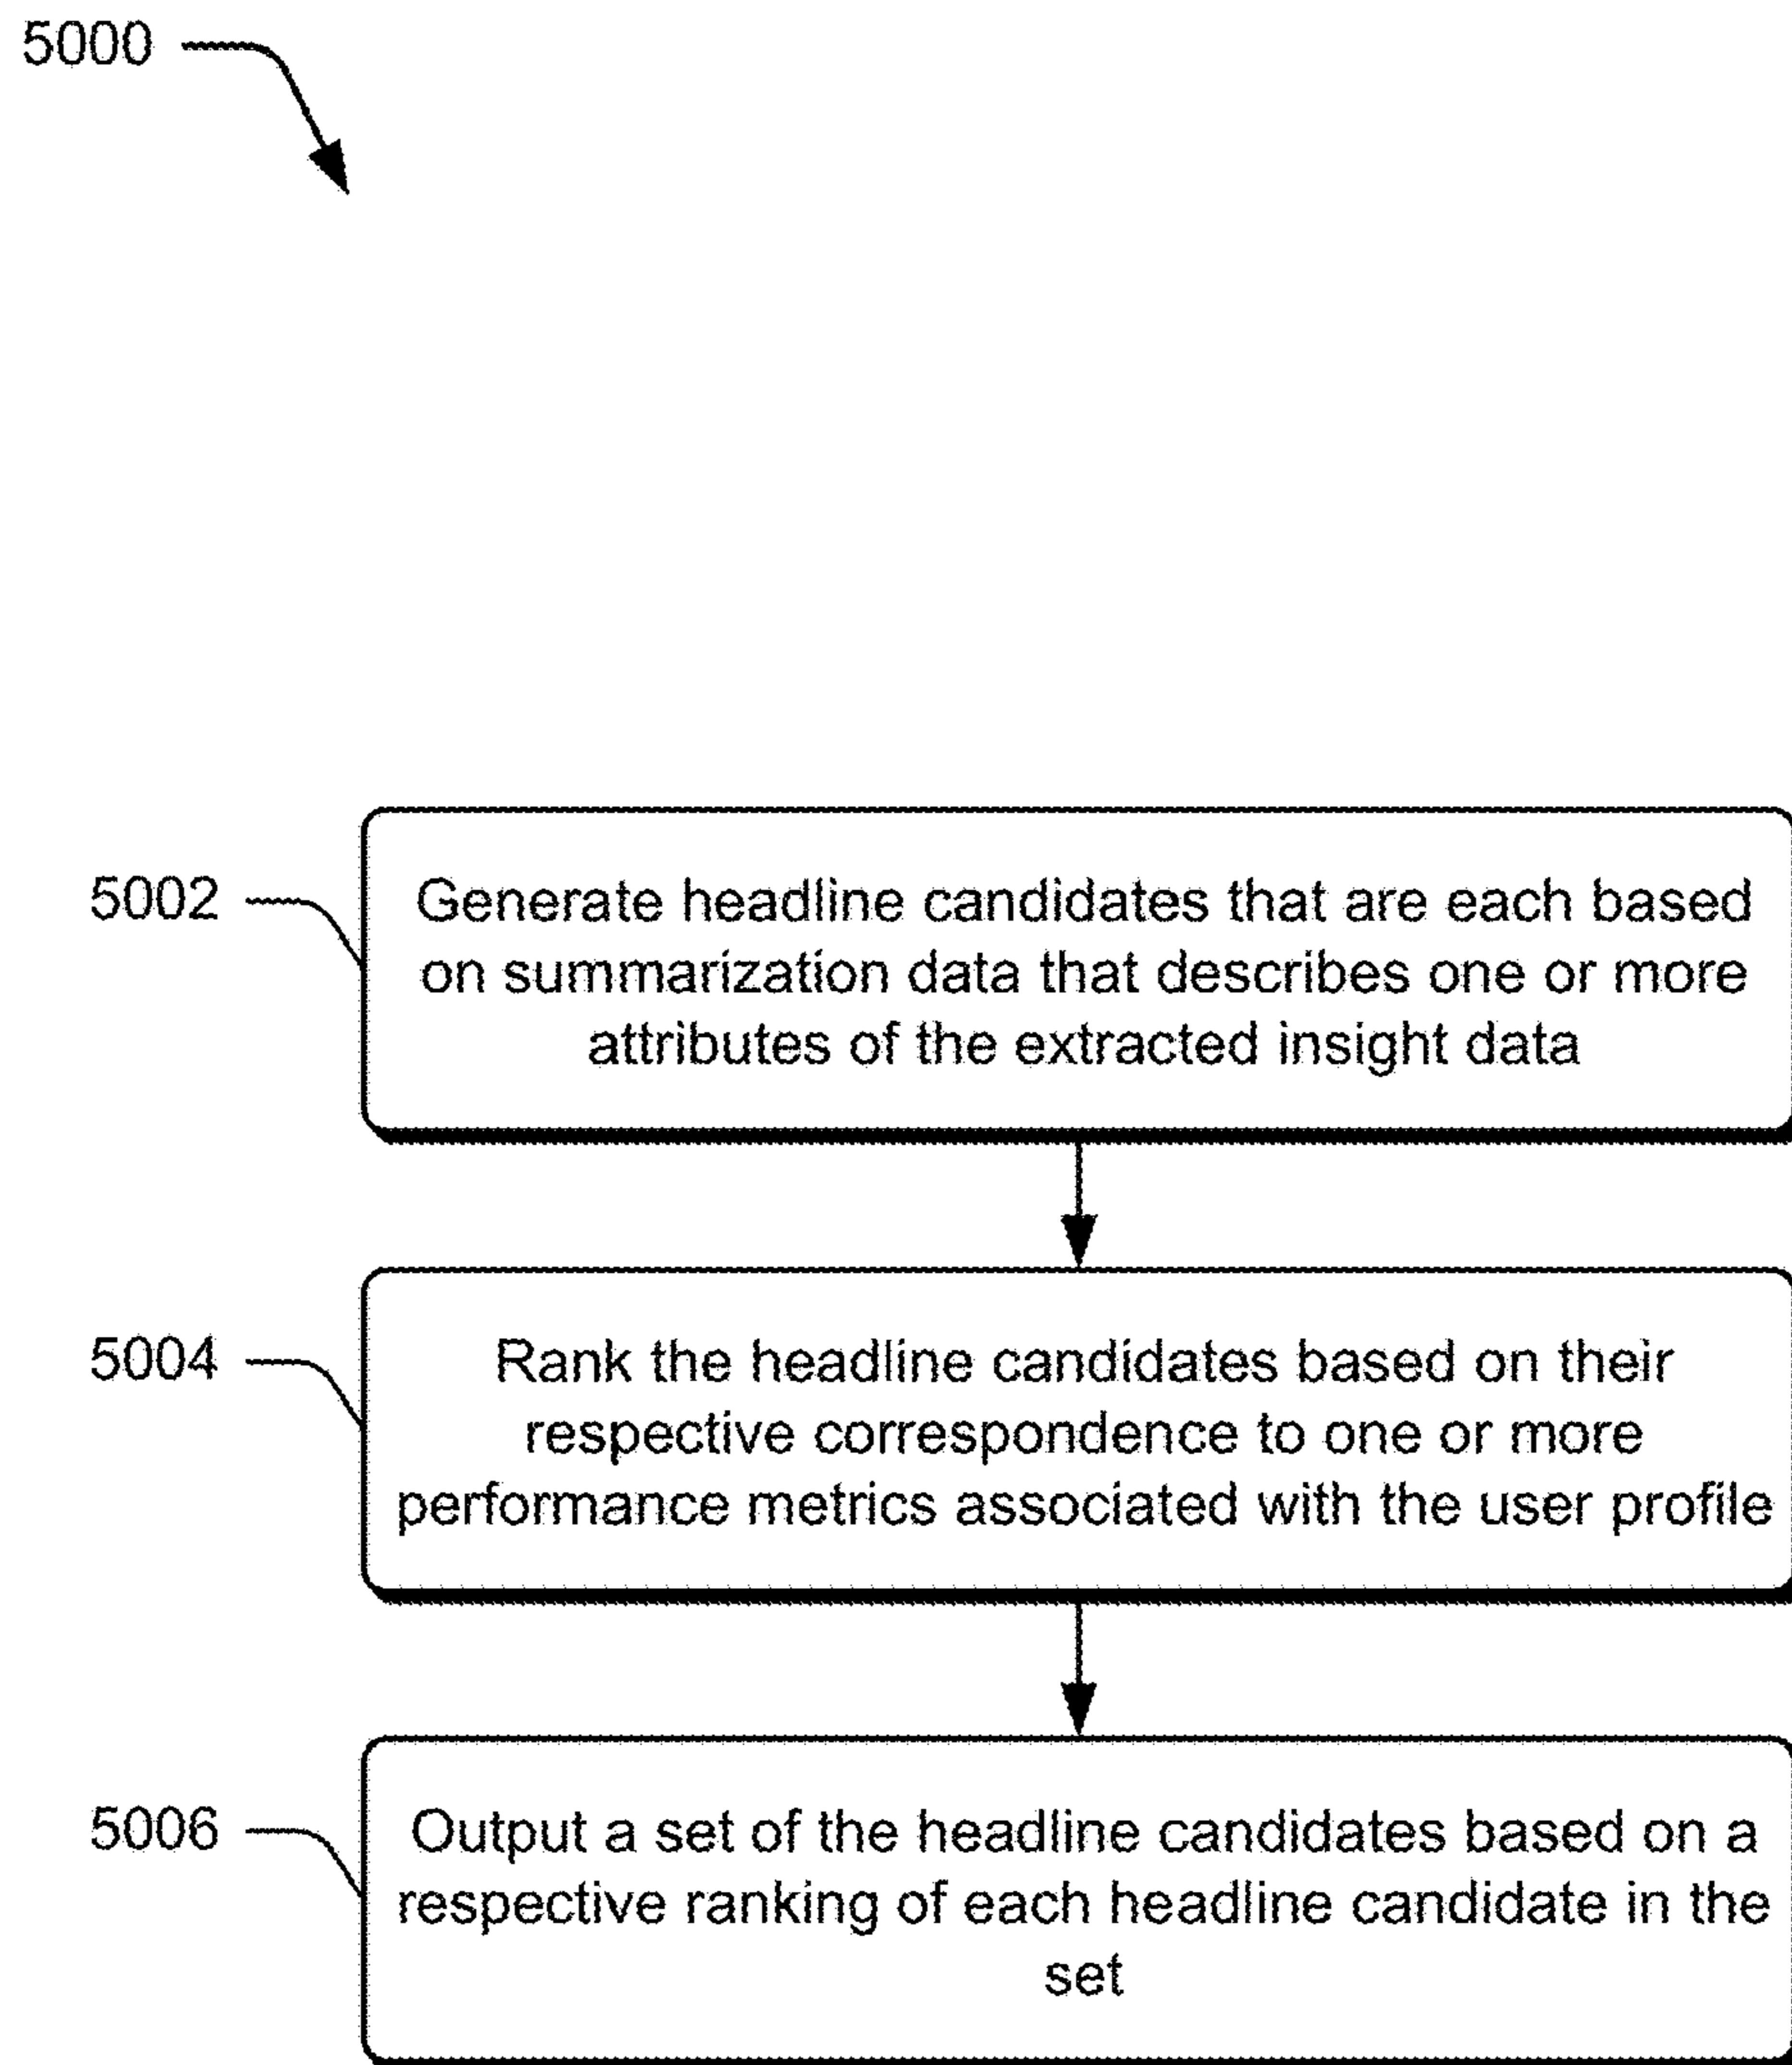 5000
5002
Generate headline candidates that are each based
on summarization data that describes one or more
attributes of the extracted insight data
5004
Rank the headline candidates based on their
respective correspondence to one or more
performance metrics associated with the user profile
5006
Output a set of the headline candidates based on a
respective ranking of each headline candidate in the
set